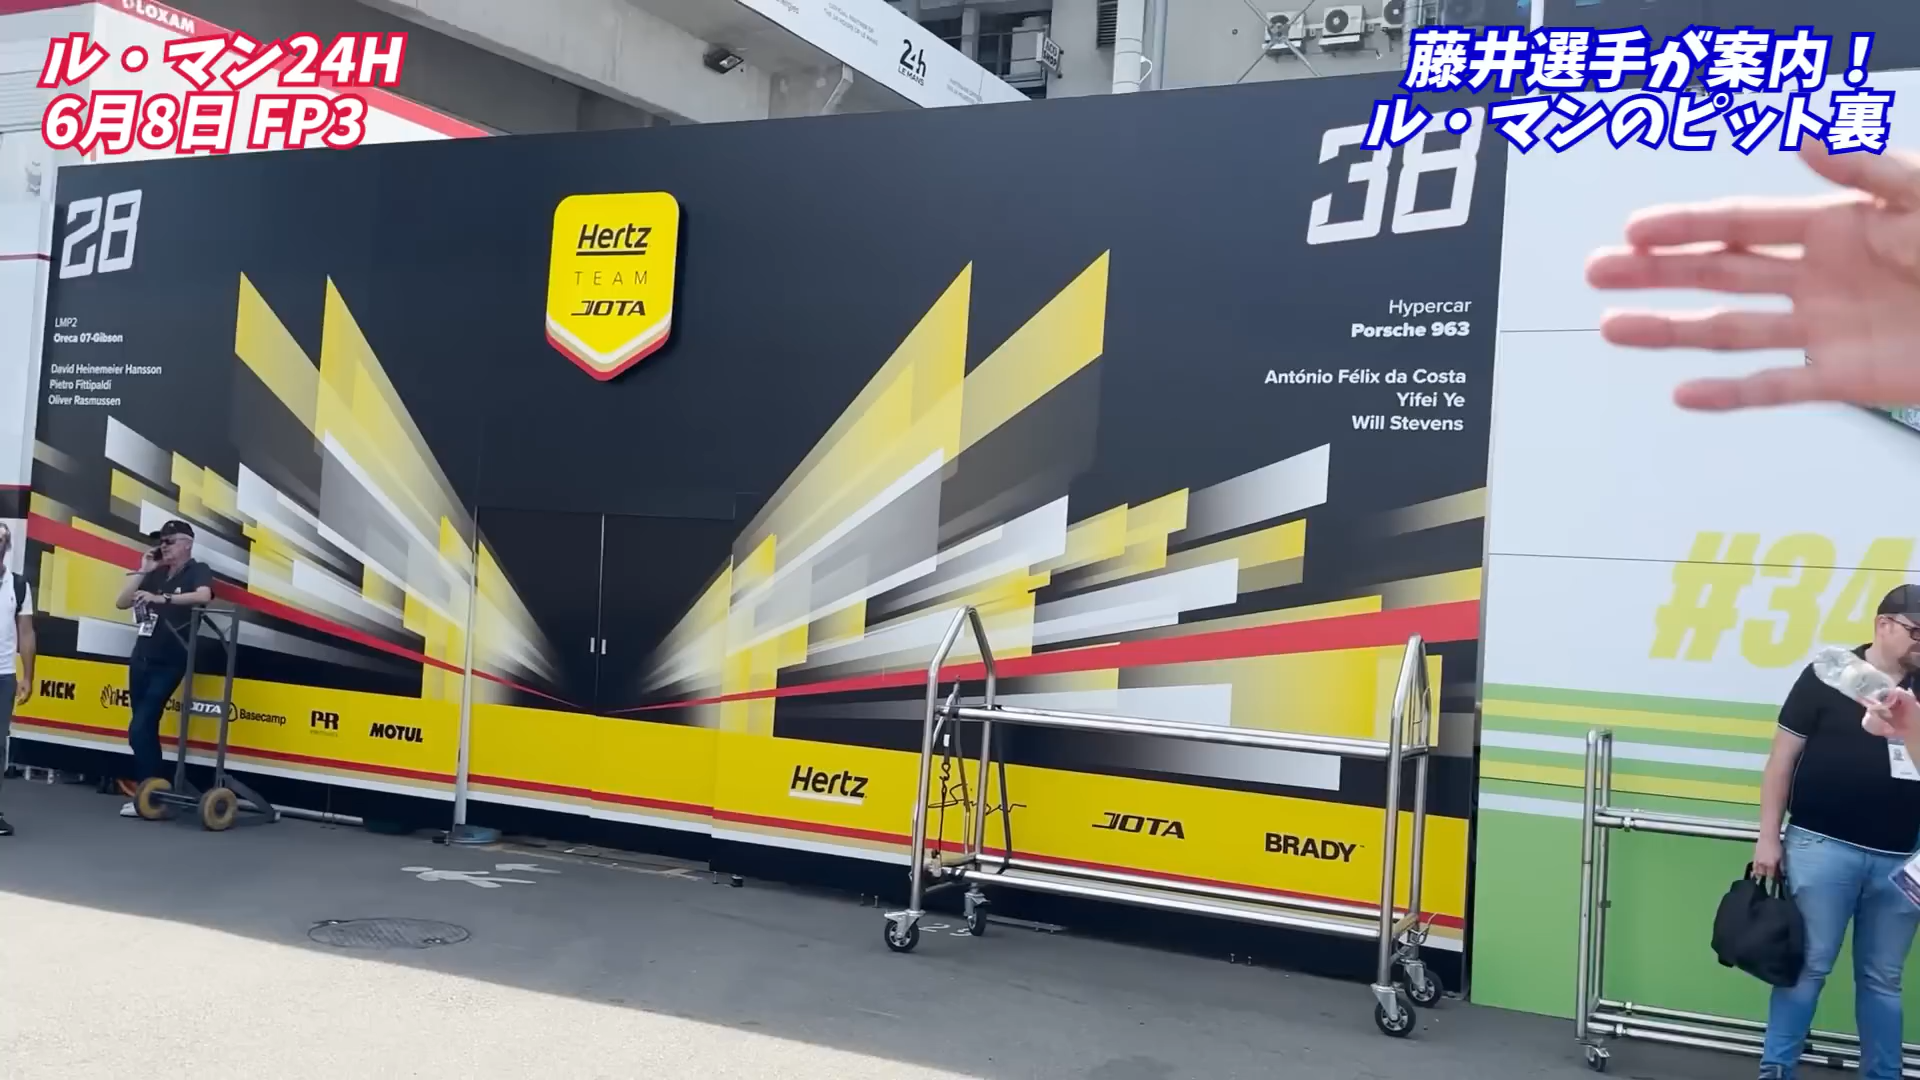 LOXAM
ル・マン24H
6月8日 FP3
24h
LE MANS
藤井選手が案内！
ル・マンのピット裏
28
LMP2
Oreca 07-Gibson
David Heinemeier Hansson
Pietro Fittipaldi
Oliver Rasmussen
Hertz
TEAM
JOTA
38
Hypercar
Porsche 963
António Félix da Costa
Yifei Ye
Will Stevens
#34
KICK
JOTA
Basecamp
PR
MOTUL
Hertz
Singer
JOTA
BRADY